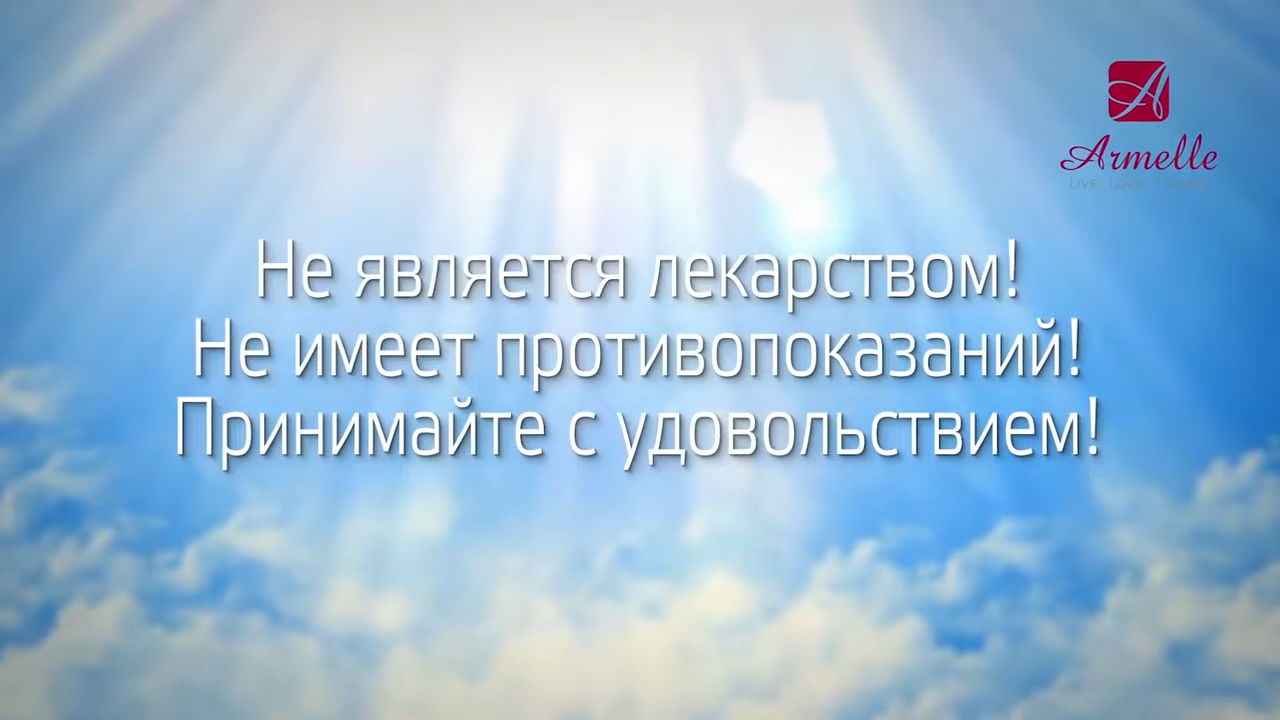 A
Armelle
Не является лекарством!
Не имеет противопоказаний!
Принимайте с удовольствием!